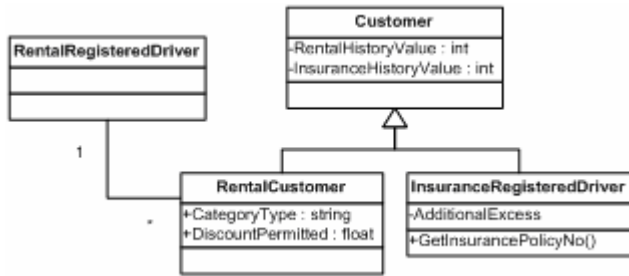 Customer
-RentalHistoryValue : int
-InsuranceHistoryValue : int
RentalRegisteredDriver
1
*
RentalCustomer
+CategoryType : string
+DiscountPermitted : float
InsuranceRegisteredDriver
-AdditionalExcess
+GetInsurancePolicyNo()